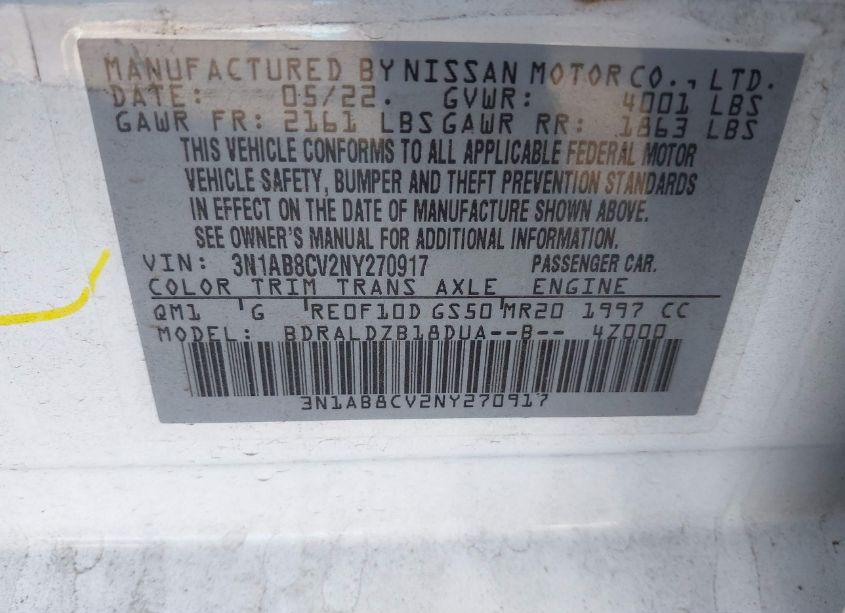 MANUFACTURED BY NISSAN MOTOR CO., LTD.
DATE: 05/22. GVWR: 4001 LBS
GAWR FR: 2161 LBS GAWR RR: 1863 LBS
THIS VEHICLE CONFORMS TO ALL APPLICABLE FEDERAL MOTOR
VEHICLE SAFETY, BUMPER AND THEFT PREVENTION STANDARDS
IN EFFECT ON THE DATE OF MANUFACTURE SHOWN ABOVE.
SEE OWNER'S MANUAL FOR ADDITIONAL INFORMATION.
VIN: 3N1AB8CV2NY270917 PASSENGER CAR.
COLOR TRIM TRANS AXLE ENGINE
QM1 G RE0F10D GS50 MR20 1997 CC
MODEL: BDRALDZB18DUA--B-- 4Z000
3N1AB8CV2NY270917